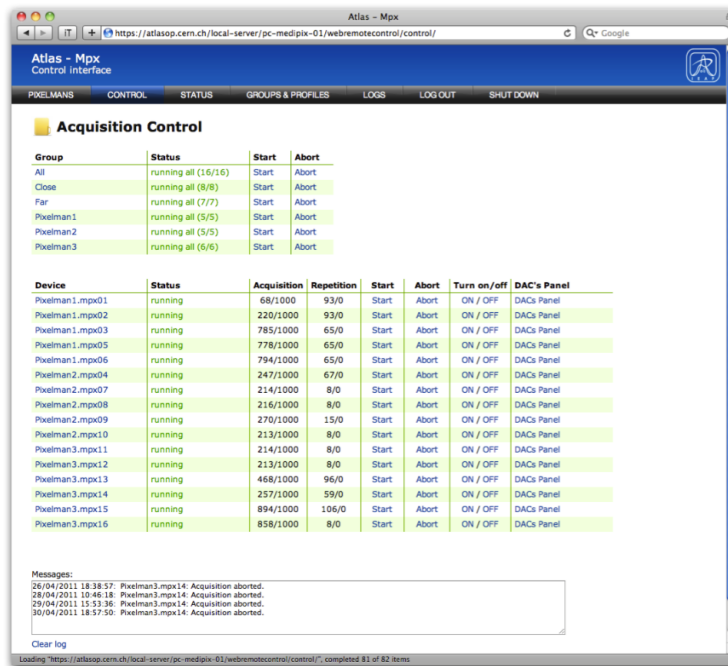 Atlas – Mpx
iT + https://atlasop.cern.ch/local-server/pc-medipix-01/webremotecontrol/control/ Google
Atlas - Mpx
Control interface
PIXELMANS CONTROL STATUS GROUPS & PROFILES LOGS LOG OUT SHUT DOWN
Acquisition Control
Group Status Start Abort
All running all (16/16) Start Abort
Close running all (8/8) Start Abort
Far running all (7/7) Start Abort
Pixelman1 running all (5/5) Start Abort
Pixelman2 running all (5/5) Start Abort
Pixelman3 running all (6/6) Start Abort
Device Status Acquisition Repetition Start Abort Turn on/off DAC's Panel
Pixelman1.mpx01 running 68/1000 93/0 Start Abort ON / OFF DACs Panel
Pixelman1.mpx02 running 220/1000 93/0 Start Abort ON / OFF DACs Panel
Pixelman1.mpx03 running 785/1000 65/0 Start Abort ON / OFF DACs Panel
Pixelman1.mpx05 running 778/1000 65/0 Start Abort ON / OFF DACs Panel
Pixelman1.mpx06 running 794/1000 65/0 Start Abort ON / OFF DACs Panel
Pixelman2.mpx04 running 247/1000 67/0 Start Abort ON / OFF DACs Panel
Pixelman2.mpx07 running 214/1000 8/0 Start Abort ON / OFF DACs Panel
Pixelman2.mpx08 running 216/1000 8/0 Start Abort ON / OFF DACs Panel
Pixelman2.mpx09 running 270/1000 15/0 Start Abort ON / OFF DACs Panel
Pixelman2.mpx10 running 213/1000 8/0 Start Abort ON / OFF DACs Panel
Pixelman3.mpx11 running 214/1000 8/0 Start Abort ON / OFF DACs Panel
Pixelman3.mpx12 running 213/1000 8/0 Start Abort ON / OFF DACs Panel
Pixelman3.mpx13 running 468/1000 96/0 Start Abort ON / OFF DACs Panel
Pixelman3.mpx14 running 257/1000 59/0 Start Abort ON / OFF DACs Panel
Pixelman3.mpx15 running 894/1000 106/0 Start Abort ON / OFF DACs Panel
Pixelman3.mpx16 running 858/1000 8/0 Start Abort ON / OFF DACs Panel
Messages:
26/04/2011 18:38:57: Pixelman3.mpx14: Acquisition aborted.
28/04/2011 10:46:18: Pixelman3.mpx14: Acquisition aborted.
29/04/2011 15:53:36: Pixelman3.mpx14: Acquisition aborted.
30/04/2011 18:57:50: Pixelman3.mpx14: Acquisition aborted.
Clear log
Loading "https://atlasop.cern.ch/local-server/pc-medipix-01/webremotecontrol/control/", completed 81 of 82 items